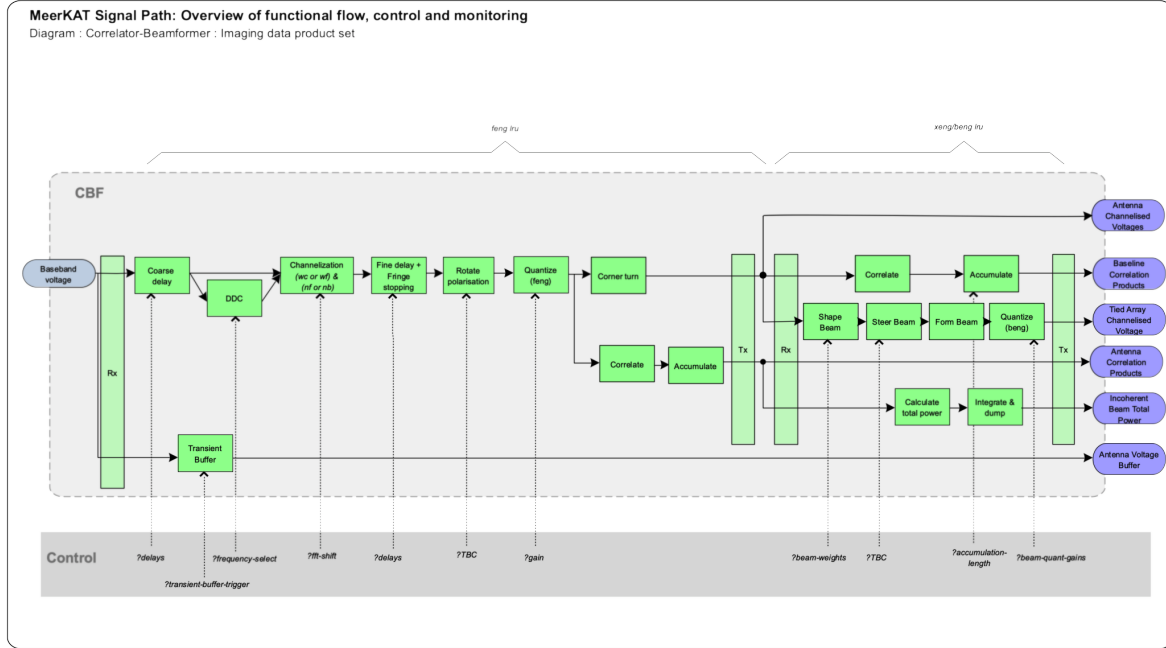 MeerKAT Signal Path: Overview of functional flow, control and monitoring
Diagram : Correlator-Beamformer : Imaging data product set
feng lru
xeng/beng lru
CBF
Antenna
Channelised
Voltages
Baseband
voltage
Coarse
delay
DDC
Channelization
(wc or wf) &
(nf or nb)
Fine delay +
Fringe
stopping
Rotate
polarisation
Quantize
(feng)
Corner turn
Correlate
Accumulate
Baseline
Correlation
Products
Shape
Beam
Steer Beam
Form Beam
Quantize
(beng)
Tied Array
Channelised
Voltage
Rx
Correlate
Accumulate
Tx
Rx
Tx
Antenna
Correlation
Products
Calculate
total power
Integrate &
dump
Incoherent
Beam Total
Power
Transient
Buffer
Antenna Voltage
Buffer
Control
?delays
?frequency-select
?fft-shift
?delays
?TBC
?gain
?beam-weights
?TBC
?accumulation-
length
?beam-quant-gains
?transient-buffer-trigger